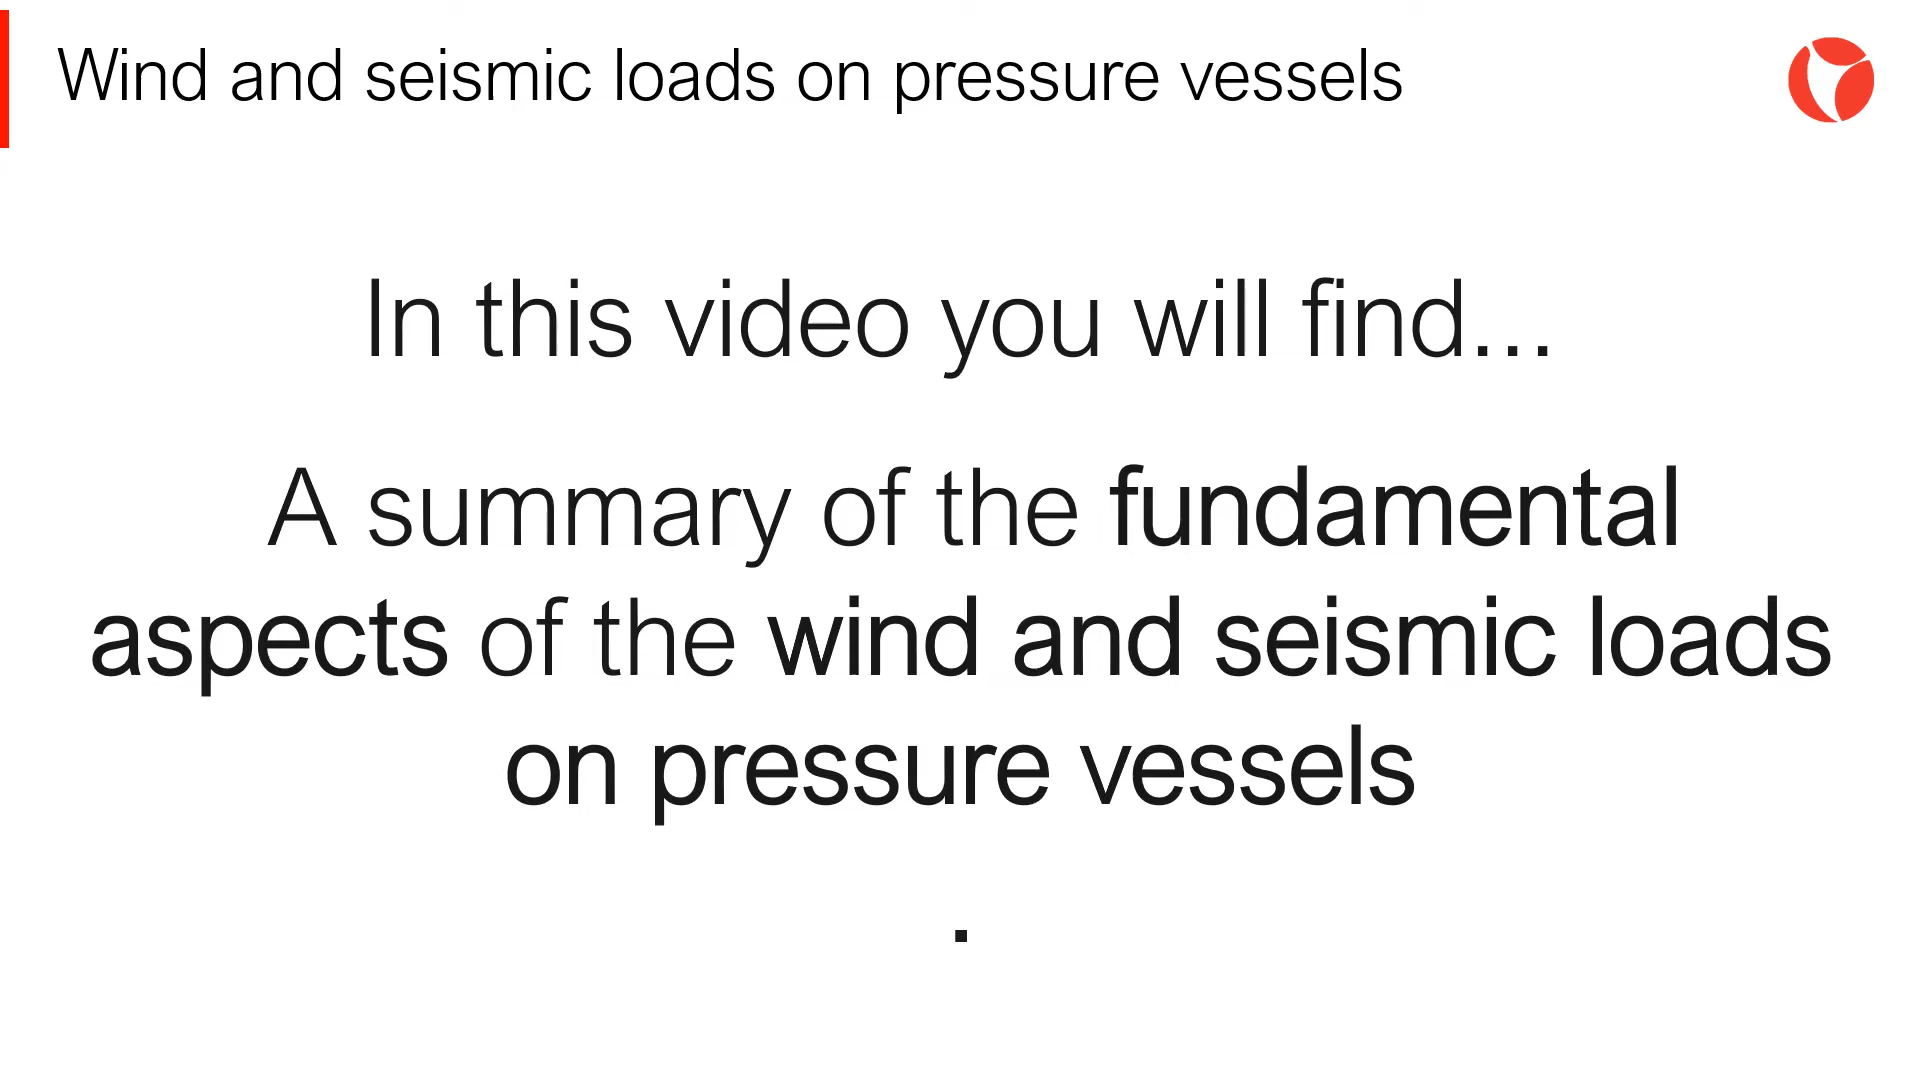 Wind and seismic loads on pressure vessels
In this video you will find...
A summary of the fundamental
aspects of the wind and seismic loads
on pressure vessels
.